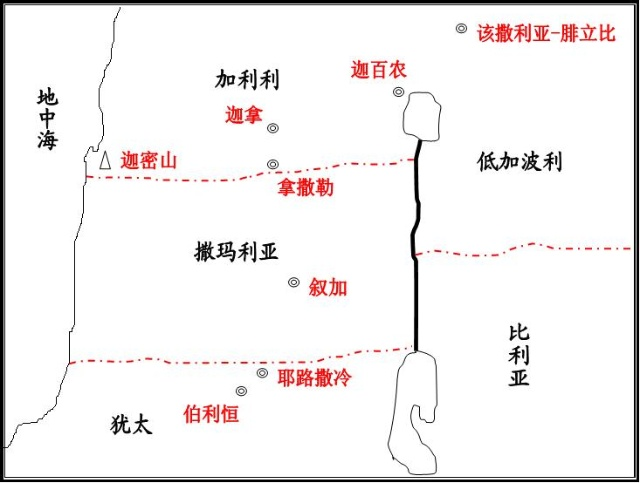 该撒利亚-腓立比
迦百农
加利利
地中海
迦拿
迦密山
低加波利
拿撒勒
撒玛利亚
叙加
比利亚
耶路撒冷
伯利恒
犹太